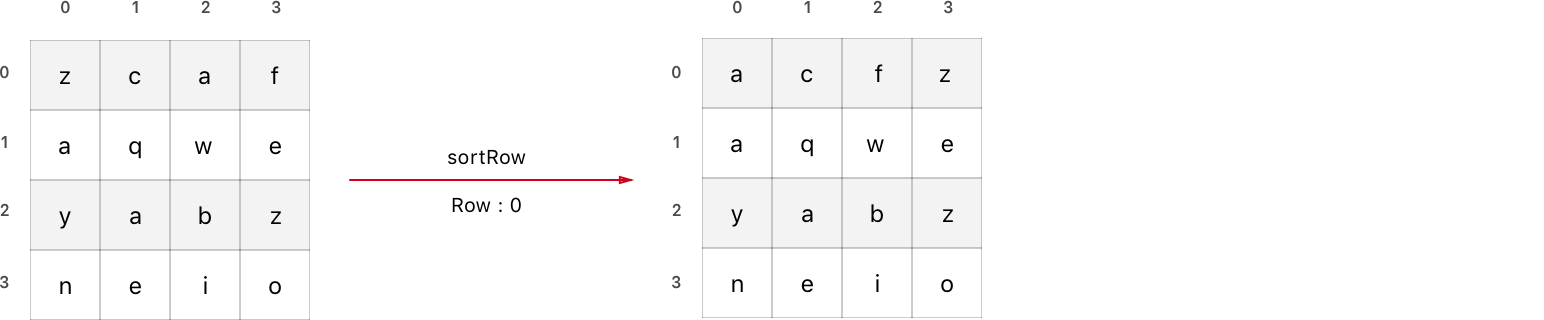 0 1 2 3
0 z c a f
1 a q w e
2 y a b z
3 n e i o
sortRow
Row : 0
0 1 2 3
0 a c f z
1 a q w e
2 y a b z
3 n e i o